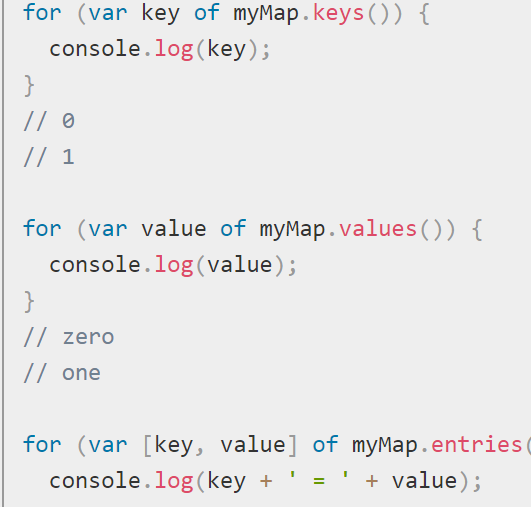 for (var key of myMap.keys()) {
  console.log(key);
}
// 0
// 1

for (var value of myMap.values()) {
  console.log(value);
}
// zero
// one

for (var [key, value] of myMap.entries(
  console.log(key + ' = ' + value);